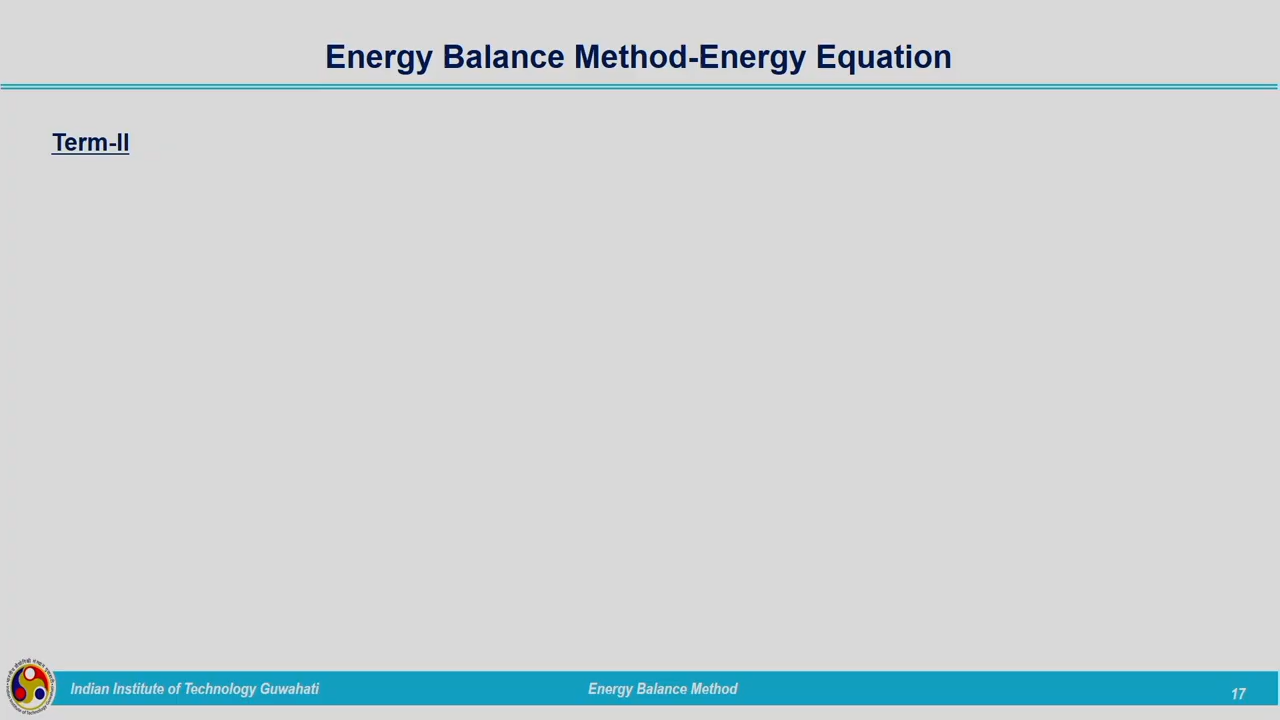 Energy Balance Method-Energy Equation
Term-II
Indian Institute of Technology Guwahati
Energy Balance Method
17